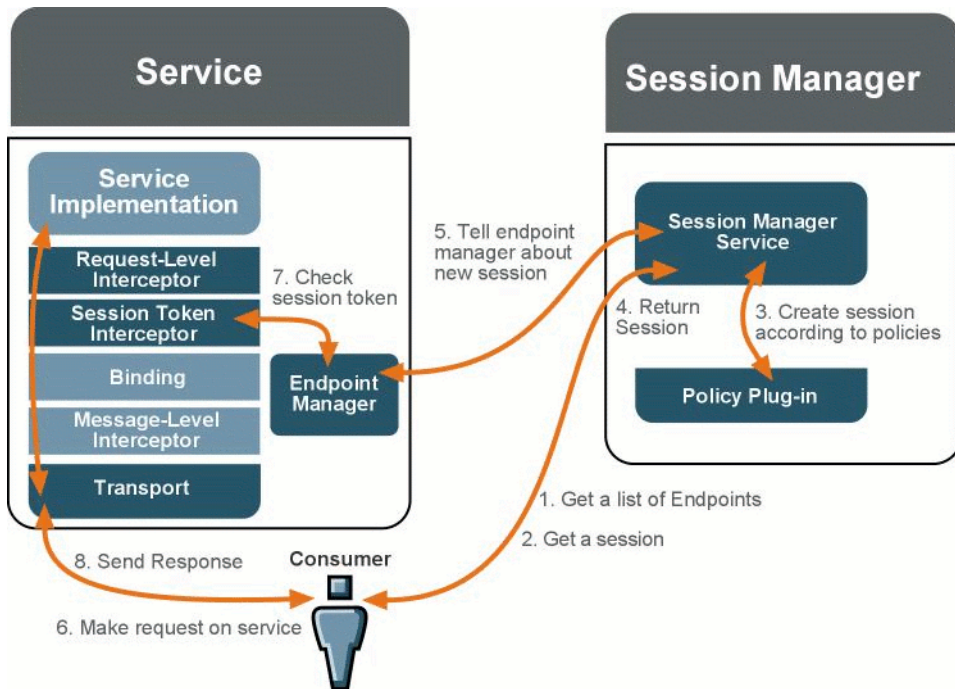 Service
Session Manager
Service
Implementation
Request-Level
Interceptor
Session Token
Interceptor
Binding
Message-Level
Interceptor
Transport
7. Check
session token
Endpoint
Manager
5. Tell endpoint
manager about
new session
Session Manager
Service
4. Return
Session
3. Create session
according to policies
Policy Plug-in
1. Get a list of Endpoints
2. Get a session
8. Send Response
Consumer
6. Make request on service